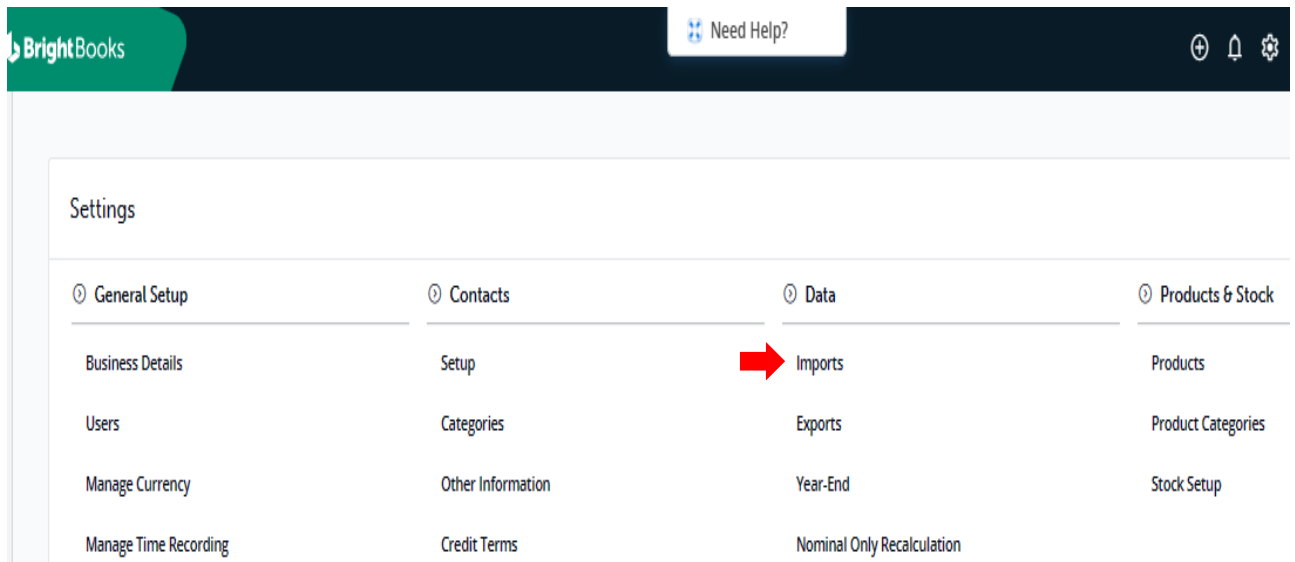 BrightBooks
Need Help?
Settings
General Setup
Contacts
Data
Products & Stock
Business Details
Setup
Imports
Products
Users
Categories
Exports
Product Categories
Manage Currency
Other Information
Year-End
Stock Setup
Manage Time Recording
Credit Terms
Nominal Only Recalculation